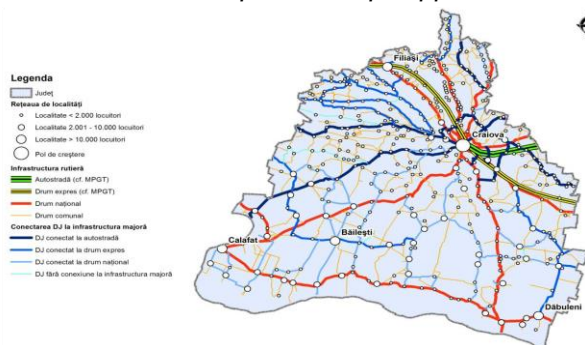 Legenda
Județ
Rețeaua de localități
Localitate < 2.000 locuitori
Localitate 2.001 - 10.000 locuitori
Localitate > 10.000 locuitori
Pol de creștere
Infrastructura rutieră
Autostradă (cf. MPGT)
Drum expres (cf. MPGT)
Drum național
Drum comunal
Conectarea DJ la infrastructura majoră
DJ conectat la autostradă
DJ conectat la drum expres
DJ conectat la drum național
DJ fără conexiune la infrastructura majoră
Filiași
Craiova
Calafat
Băilești
Dăbuleni